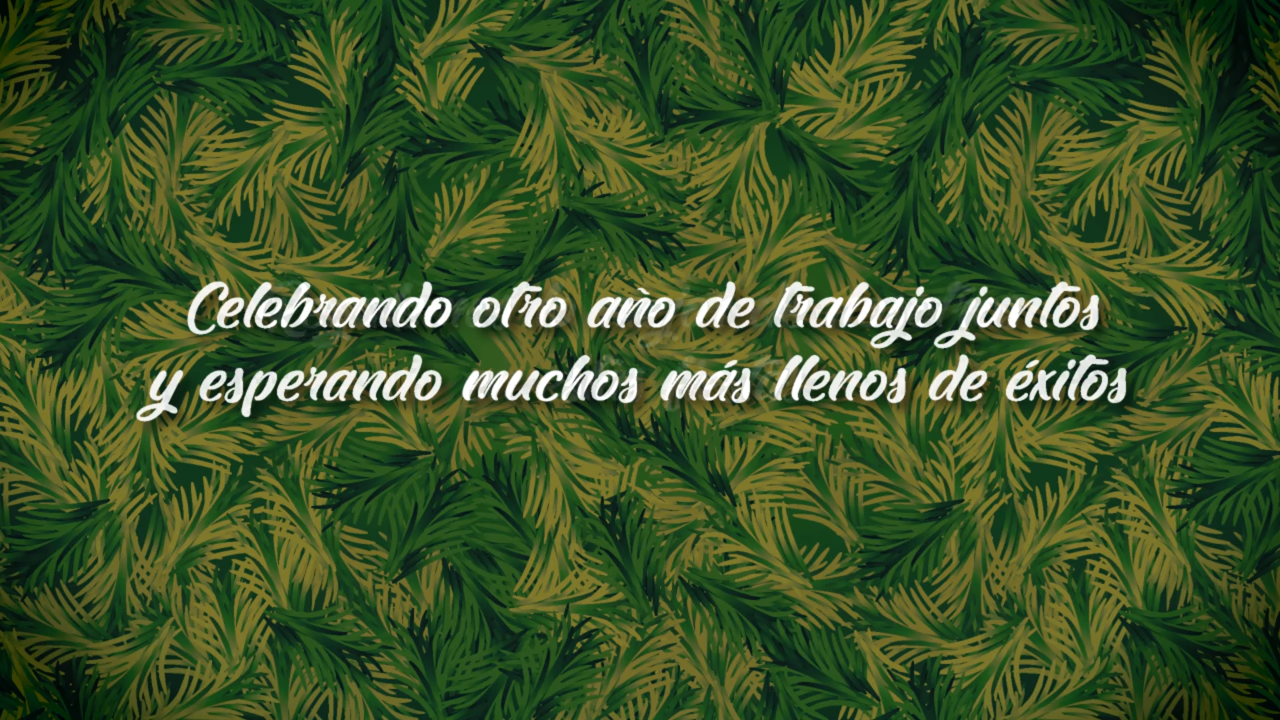 Celebrando otro año de trabajo juntos
y esperando muchos más llenos de éxitos